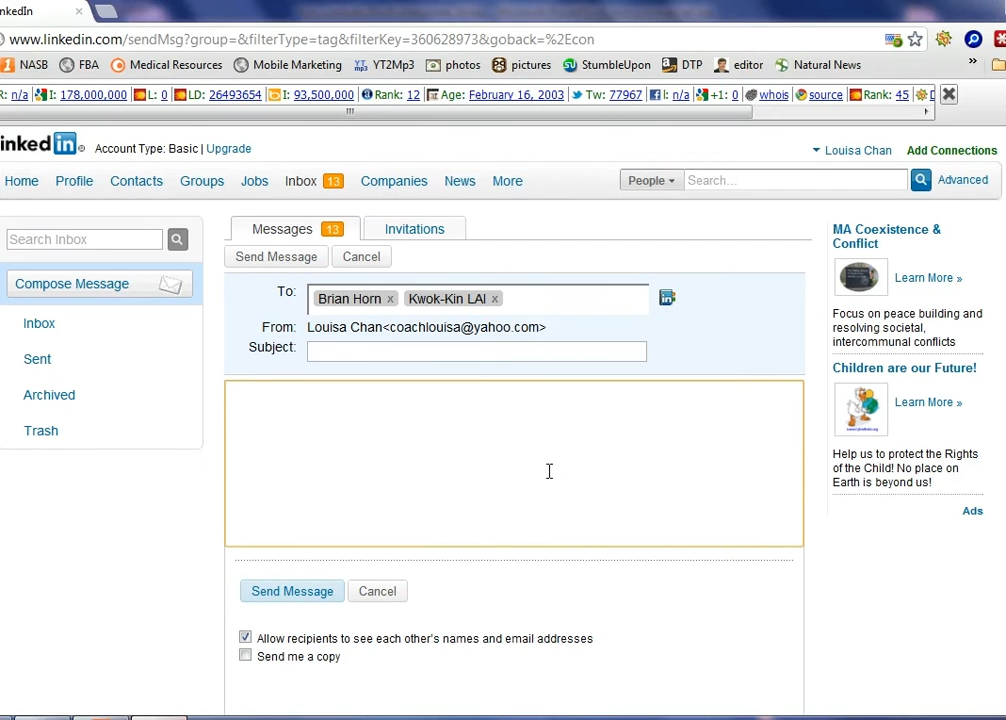 nkedIn
www.linkedin.com/sendMsg?group=&filterType=tag&filterKey=360628973&goback=%2Econ
NASB FBA Medical Resources Mobile Marketing YT2Mp3 photos pictures StumbleUpon DTP editor Natural News »
R: n/a I: 178,000,000 L: 0 LD: 26493654 I: 93,500,000 Rank: 12 Age: February 16, 2003 Tw: 77967 I: n/a +1: 0 whois source Rank: 45
inked in Account Type: Basic | Upgrade Louisa Chan Add Connections
Home Profile Contacts Groups Jobs Inbox 13 Companies News More People Search... Advanced
Search Inbox
Messages 13 Invitations
Send Message Cancel
Compose Message
To: Brian Horn × Kwok-Kin LAI × in
From: Louisa Chan<coachlouisa@yahoo.com>
Subject:
Inbox
Sent
Archived
Trash
Send Message Cancel
Allow recipients to see each other's names and email addresses
Send me a copy
MA Coexistence &
Conflict
Learn More »
Focus on peace building and
resolving societal,
intercommunal conflicts
Children are our Future!
Learn More »
Help us to protect the Rights
of the Child! No place on
Earth is beyond us!
Ads